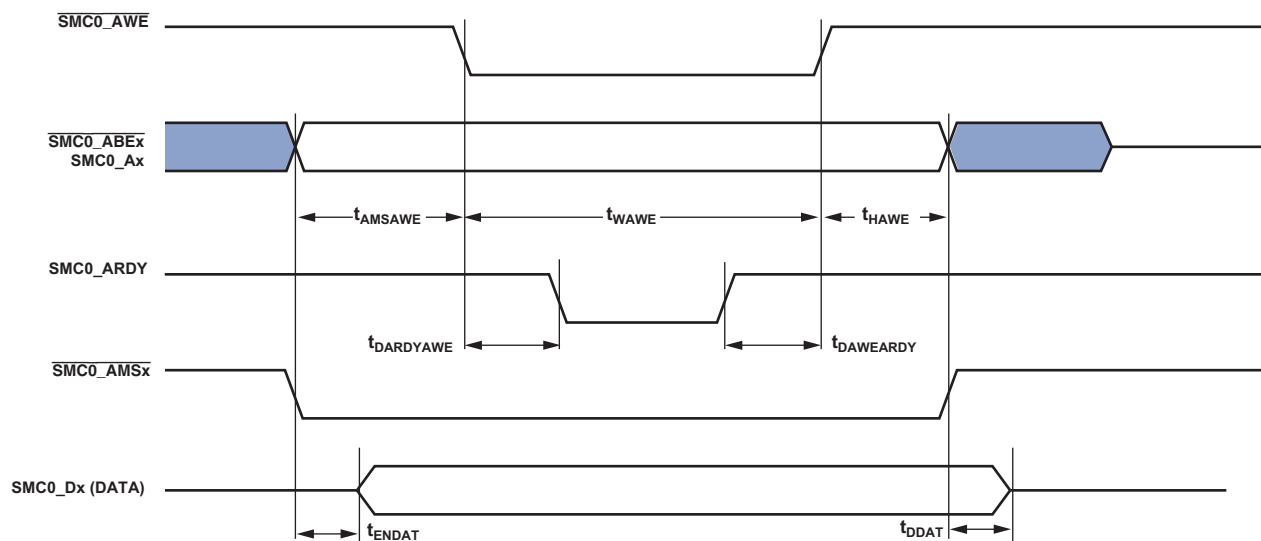 SMC0_AWE
SMC0_ABEx
SMC0_Ax
tAMSAWE
tWAWE
tHAWE
SMC0_ARDY
tDARDYAWE
tDAWEARDY
SMC0_AMSx
SMC0_Dx (DATA)
tENDAT
tDDAT